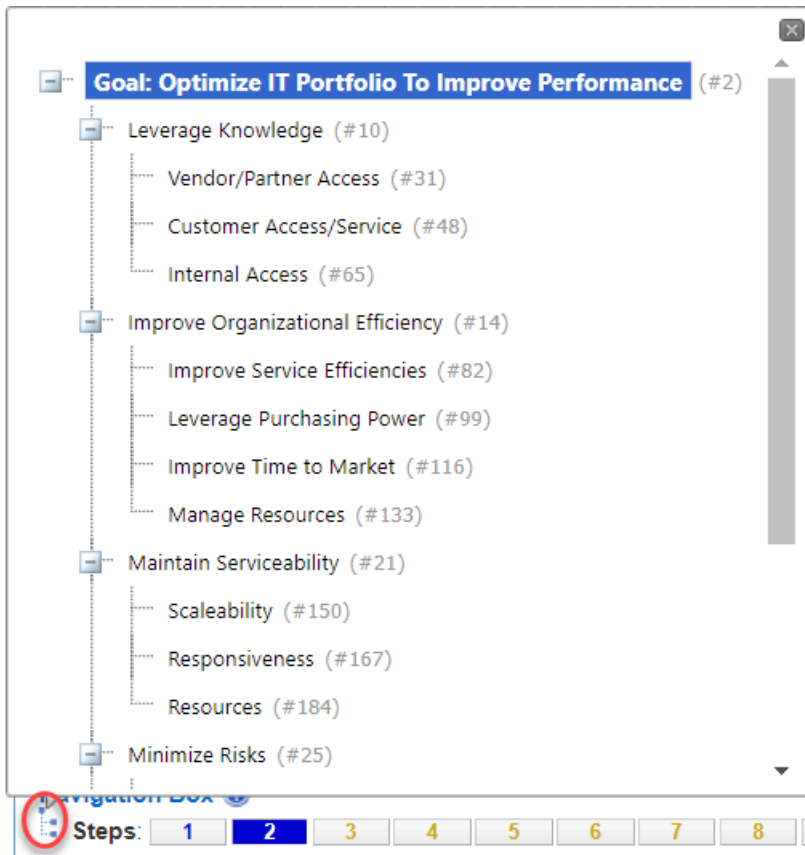 Goal: Optimize IT Portfolio To Improve Performance (#2)
Leverage Knowledge (#10)
Vendor/Partner Access (#31)
Customer Access/Service (#48)
Internal Access (#65)
Improve Organizational Efficiency (#14)
Improve Service Efficiencies (#82)
Leverage Purchasing Power (#99)
Improve Time to Market (#116)
Manage Resources (#133)
Maintain Serviceability (#21)
Scaleability (#150)
Responsiveness (#167)
Resources (#184)
Minimize Risks (#25)
Navigation Box
Steps: 1 2 3 4 5 6 7 8